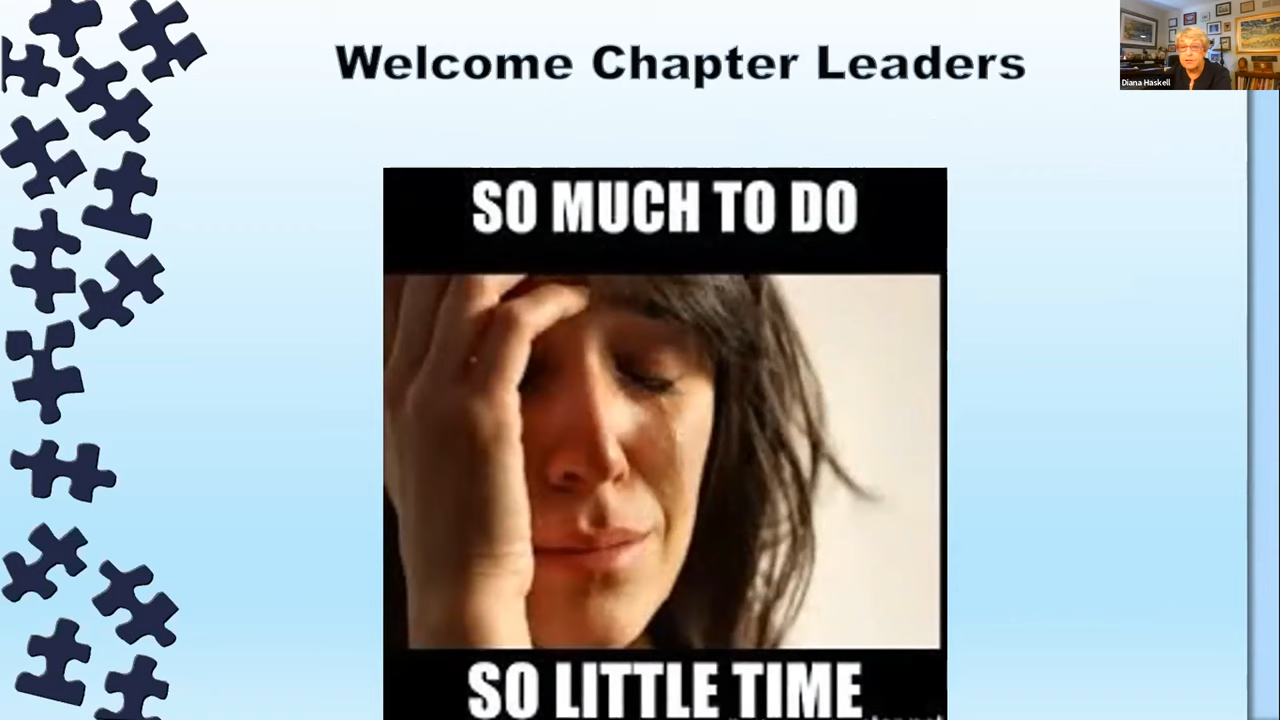 Welcome Chapter Leaders
Diana Haskell
SO MUCH TO DO
SO LITTLE TIME